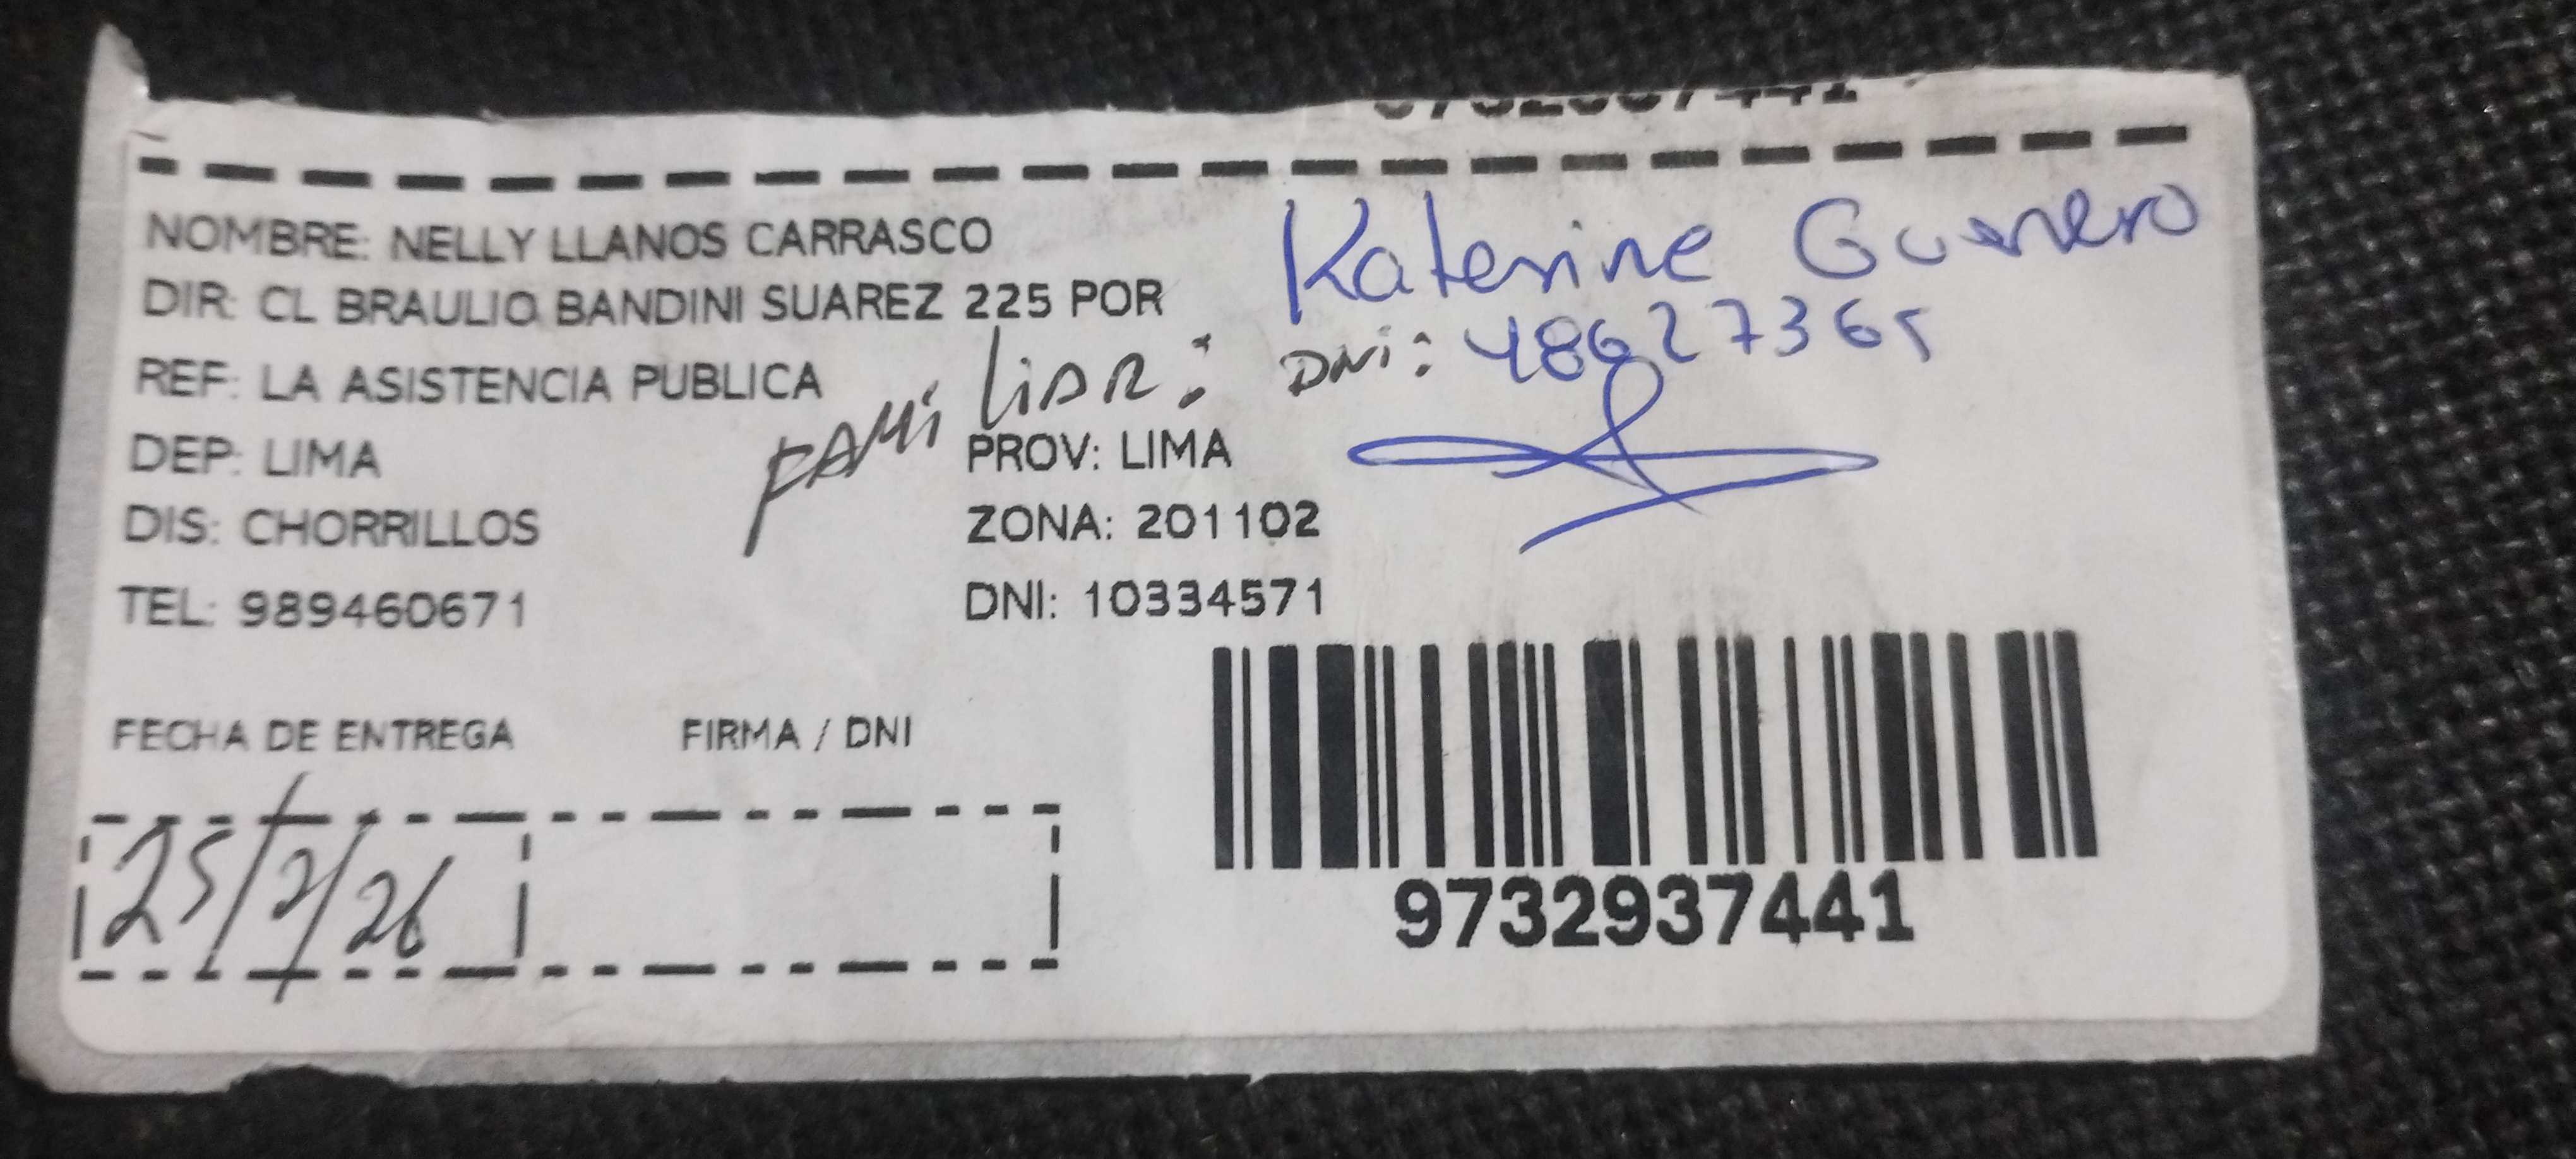 9732937441
NOMBRE: NELLY LLANOS CARRASCO
Katerine Guerrero
DIR: CL BRAULIO BANDINI SUAREZ 225 POR
DNi: 48627365
REF: LA ASISTENCIA PUBLICA
FAMiLiAR:
DEP: LIMA
PROV: LIMA
DIS: CHORRILLOS
ZONA: 201102
TEL: 989460671
DNI: 10334571
FECHA DE ENTREGA
FIRMA / DNI
25/2/26
9732937441